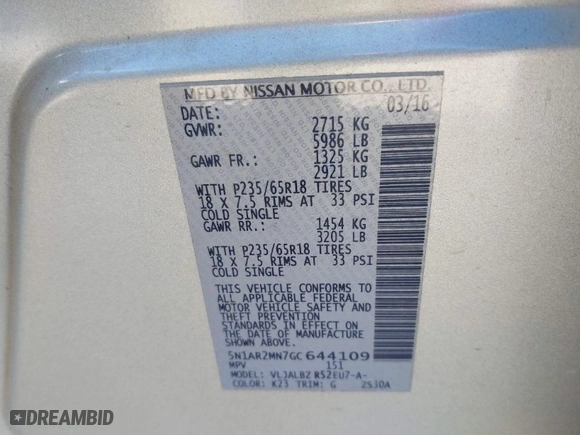 MFD BY NISSAN MOTOR CO., LTD.
DATE: 03/16
GVWR: 2715 KG
5986 LB
GAWR FR.: 1325 KG
2921 LB
WITH P235/65R18 TIRES
18 X 7.5 RIMS AT 33 PSI
COLD SINGLE
GAWR RR.: 1454 KG
3205 LB
WITH P235/65R18 TIRES
18 X 7.5 RIMS AT 33 PSI
COLD SINGLE
THIS VEHICLE CONFORMS TO
ALL APPLICABLE FEDERAL
MOTOR VEHICLE SAFETY AND
THEFT PREVENTION
STANDARDS IN EFFECT ON
THE DATE OF MANUFACTURE
SHOWN ABOVE.
5N1AR2MN7GC644109
MPV 151
MODEL: VLJALBZ R52EU7-A-
COLOR: K23 TRIM: G 2S30A
DREAMBID